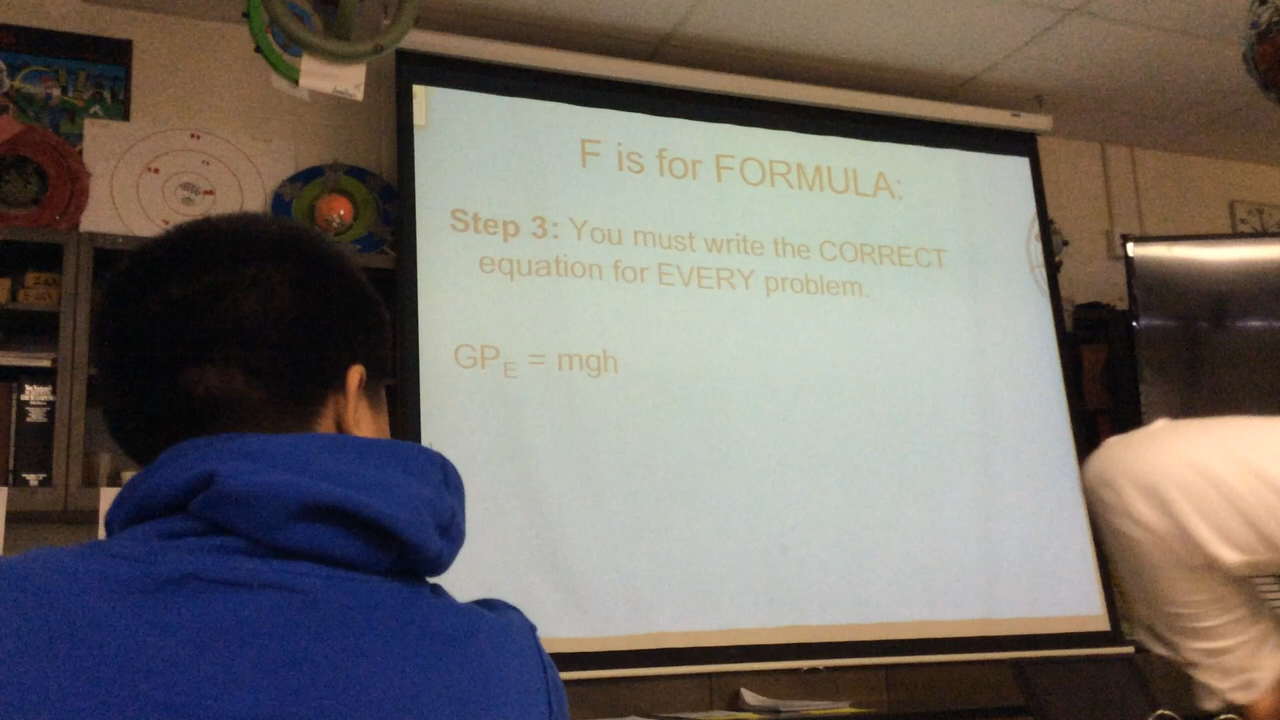 F is for FORMULA:
Step 3: You must write the CORRECT
equation for EVERY problem.
GPE = mgh